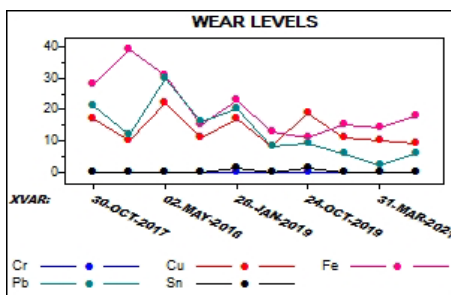 WEAR LEVELS
40
30
20
10
0
XVAR: 30-OCT-2017 02-MAY-2018 26-JAN-2019 24-OCT-2019
Cr Cu Fe
Pb Sn